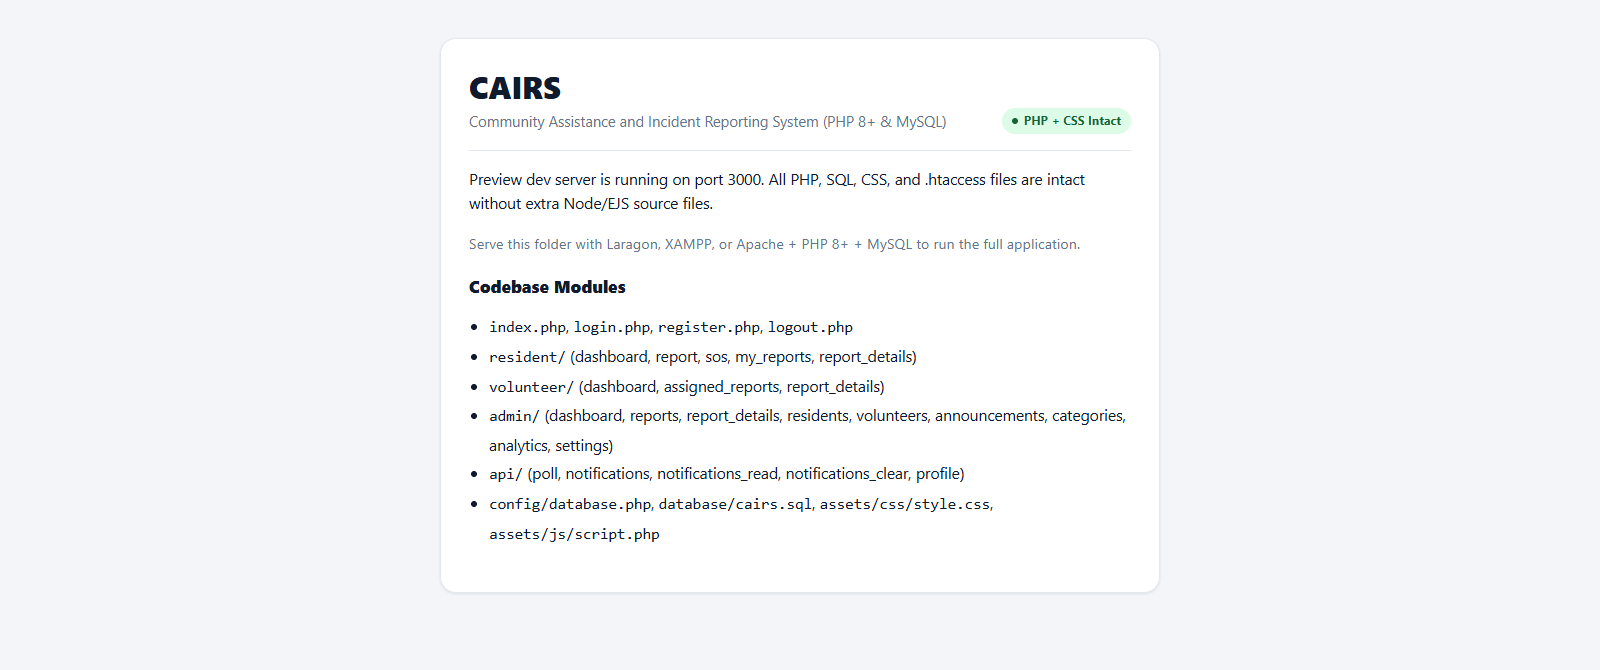 CAIRS
Community Assistance and Incident Reporting System (PHP 8+ & MySQL)
● PHP + CSS Intact
Preview dev server is running on port 3000. All PHP, SQL, CSS, and .htaccess files are intact
without extra Node/EJS source files.
Serve this folder with Laragon, XAMPP, or Apache + PHP 8+ + MySQL to run the full application.
Codebase Modules
• index.php, login.php, register.php, logout.php
• resident/ (dashboard, report, sos, my_reports, report_details)
• volunteer/ (dashboard, assigned_reports, report_details)
• admin/ (dashboard, reports, report_details, residents, volunteers, announcements, categories,
analytics, settings)
• api/ (poll, notifications, notifications_read, notifications_clear, profile)
• config/database.php, database/cairs.sql, assets/css/style.css,
assets/js/script.php